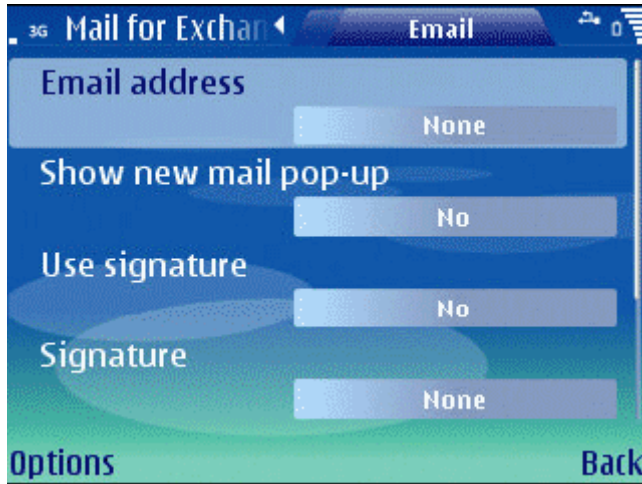 3G Mail for Exchan Email
Email address
None
Show new mail pop-up
No
Use signature
No
Signature
None
Options Back